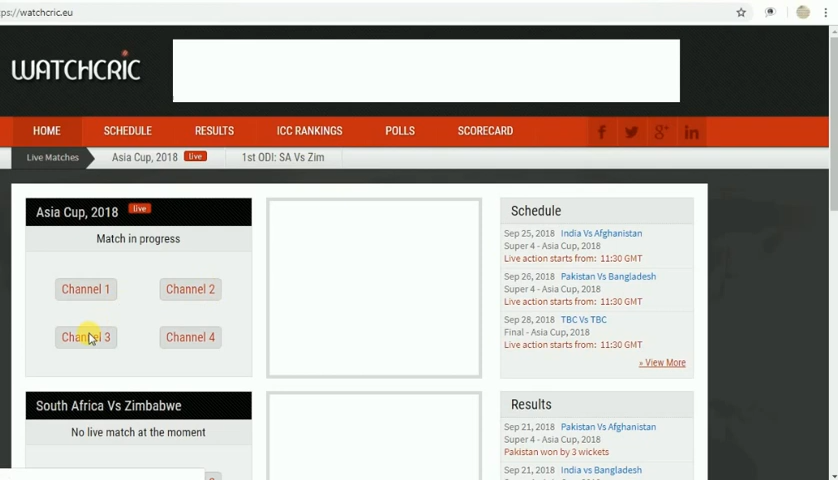 ps://watchcric.eu
WATCHCRIC
HOME SCHEDULE RESULTS ICC RANKINGS POLLS SCORECARD
Live Matches Asia Cup, 2018 live 1st ODI: SA Vs Zim
Asia Cup, 2018 live
Match in progress
Channel 1 Channel 2
Channel 3 Channel 4
South Africa Vs Zimbabwe
No live match at the moment
Schedule
Sep 25, 2018 India Vs Afghanistan
Super 4 - Asia Cup, 2018
Live action starts from: 11:30 GMT
Sep 26, 2018 Pakistan Vs Bangladesh
Super 4 - Asia Cup, 2018
Live action starts from: 11:30 GMT
Sep 28, 2018 TBC Vs TBC
Final - Asia Cup, 2018
Live action starts from: 11:30 GMT
» View More
Results
Sep 21, 2018 Pakistan Vs Afghanistan
Super 4 - Asia Cup, 2018
Pakistan won by 3 wickets
Sep 21, 2018 India vs Bangladesh